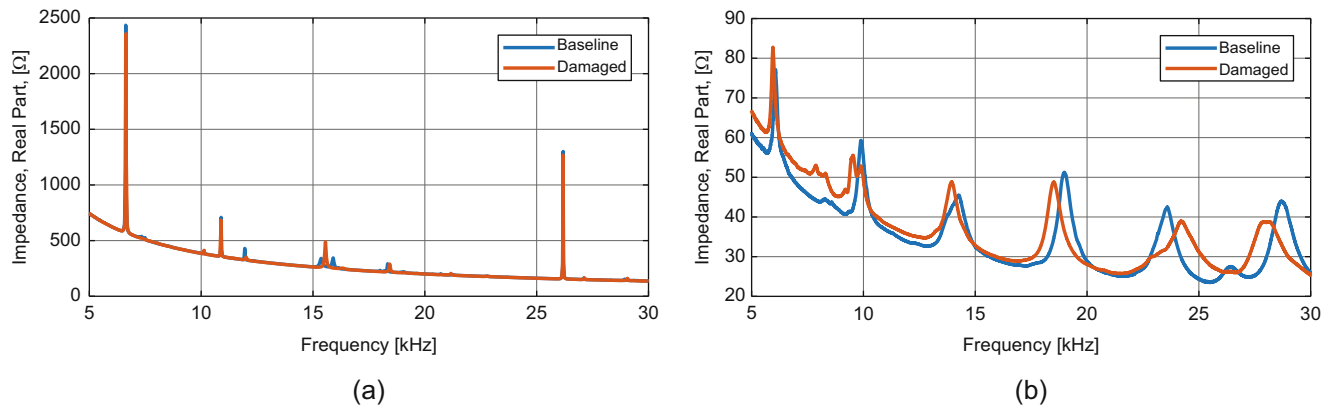 2500
2000
1500
1000
500
0
Impedance, Real Part, [Ω]
5
10
15
20
25
30
Frequency [kHz]
Baseline
Damaged
(a)
90
80
70
60
50
40
30
20
Impedance, Real Part, [Ω]
5
10
15
20
25
30
Frequency [kHz]
Baseline
Damaged
(b)